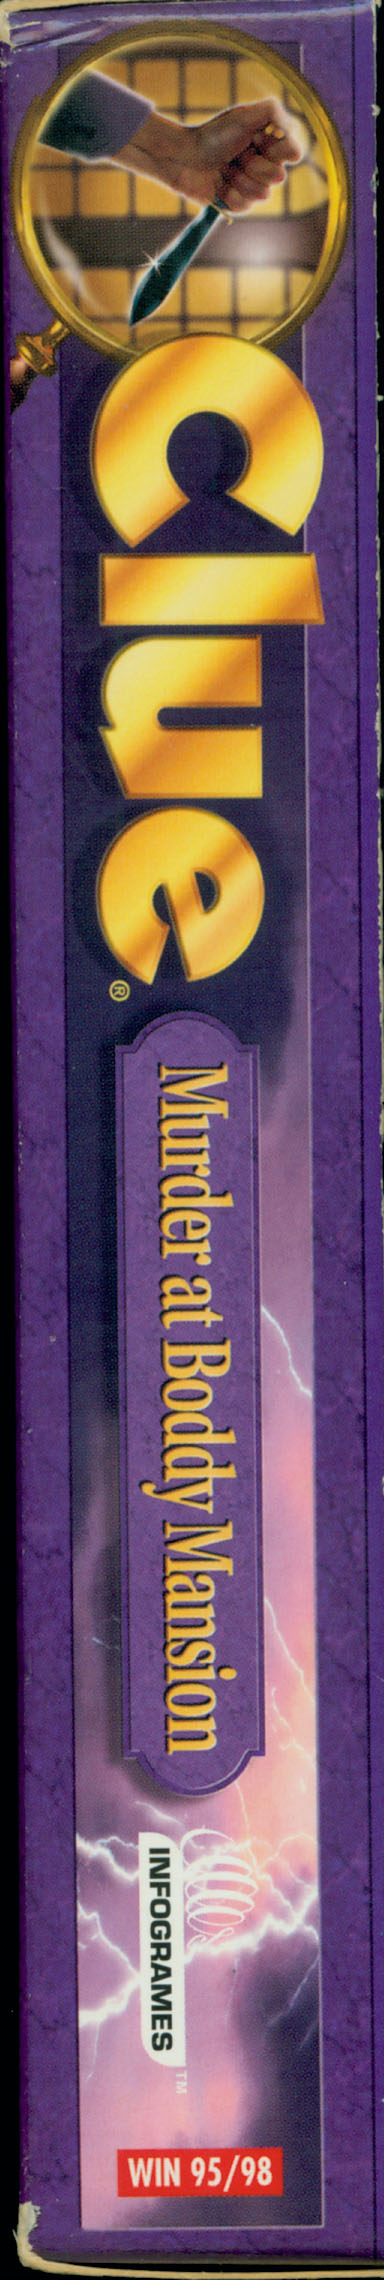 Clue®
Murder at Boddy Mansion
INFOGRAMES™
WIN 95/98